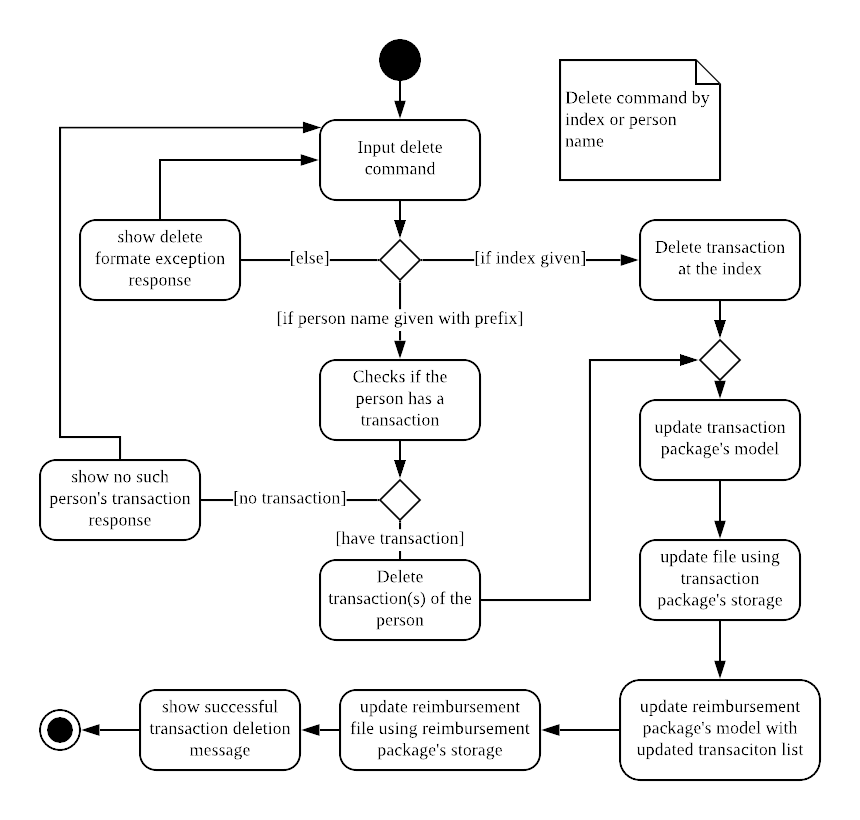 Delete command by
index or person
name
Input delete
command
show delete
formate exception
response
[else]
[if index given]
Delete transaction
at the index
[if person name given with prefix]
Checks if the
person has a
transaction
update transaction
package's model
show no such
person's transaction
response
[no transaction]
[have transaction]
Delete
transaction(s) of the
person
update file using
transaction
package's storage
show successful
transaction deletion
message
update reimbursement
file using reimbursement
package's storage
update reimbursement
package's model with
updated transaciton list